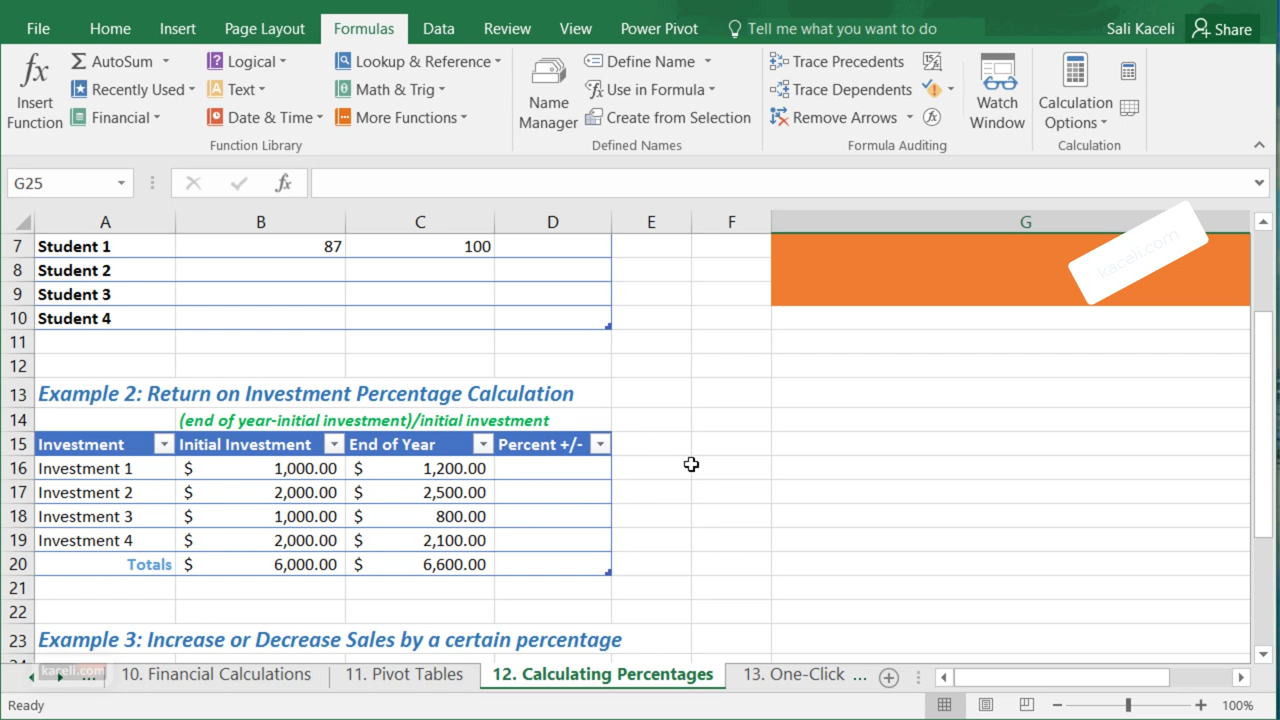 File Home Insert Page Layout Formulas Data Review View Power Pivot Tell me what you want to do Sali Kaceli Share
fx Insert Function
Σ AutoSum
Recently Used
Financial
? Logical
A Text
Date & Time
Lookup & Reference
θ Math & Trig
More Functions
Function Library
Name Manager
Define Name
Use in Formula
Create from Selection
Defined Names
Trace Precedents
Trace Dependents
Remove Arrows
Formula Auditing
Watch Window
Calculation Options
Calculation
G25 fx
A B C D E F G
7 Student 1 87 100
8 Student 2
9 Student 3
10 Student 4
kaceli.com
11
12
13 Example 2: Return on Investment Percentage Calculation
14 (end of year-initial investment)/initial investment
15 Investment Initial Investment End of Year Percent +/-
16 Investment 1 $ 1,000.00 $ 1,200.00
17 Investment 2 $ 2,000.00 $ 2,500.00
18 Investment 3 $ 1,000.00 $ 800.00
19 Investment 4 $ 2,000.00 $ 2,100.00
20 Totals $ 6,000.00 $ 6,600.00
21
22
23 Example 3: Increase or Decrease Sales by a certain percentage
kaceli.com
... 10. Financial Calculations 11. Pivot Tables 12. Calculating Percentages 13. One-Click ...
Ready 100%